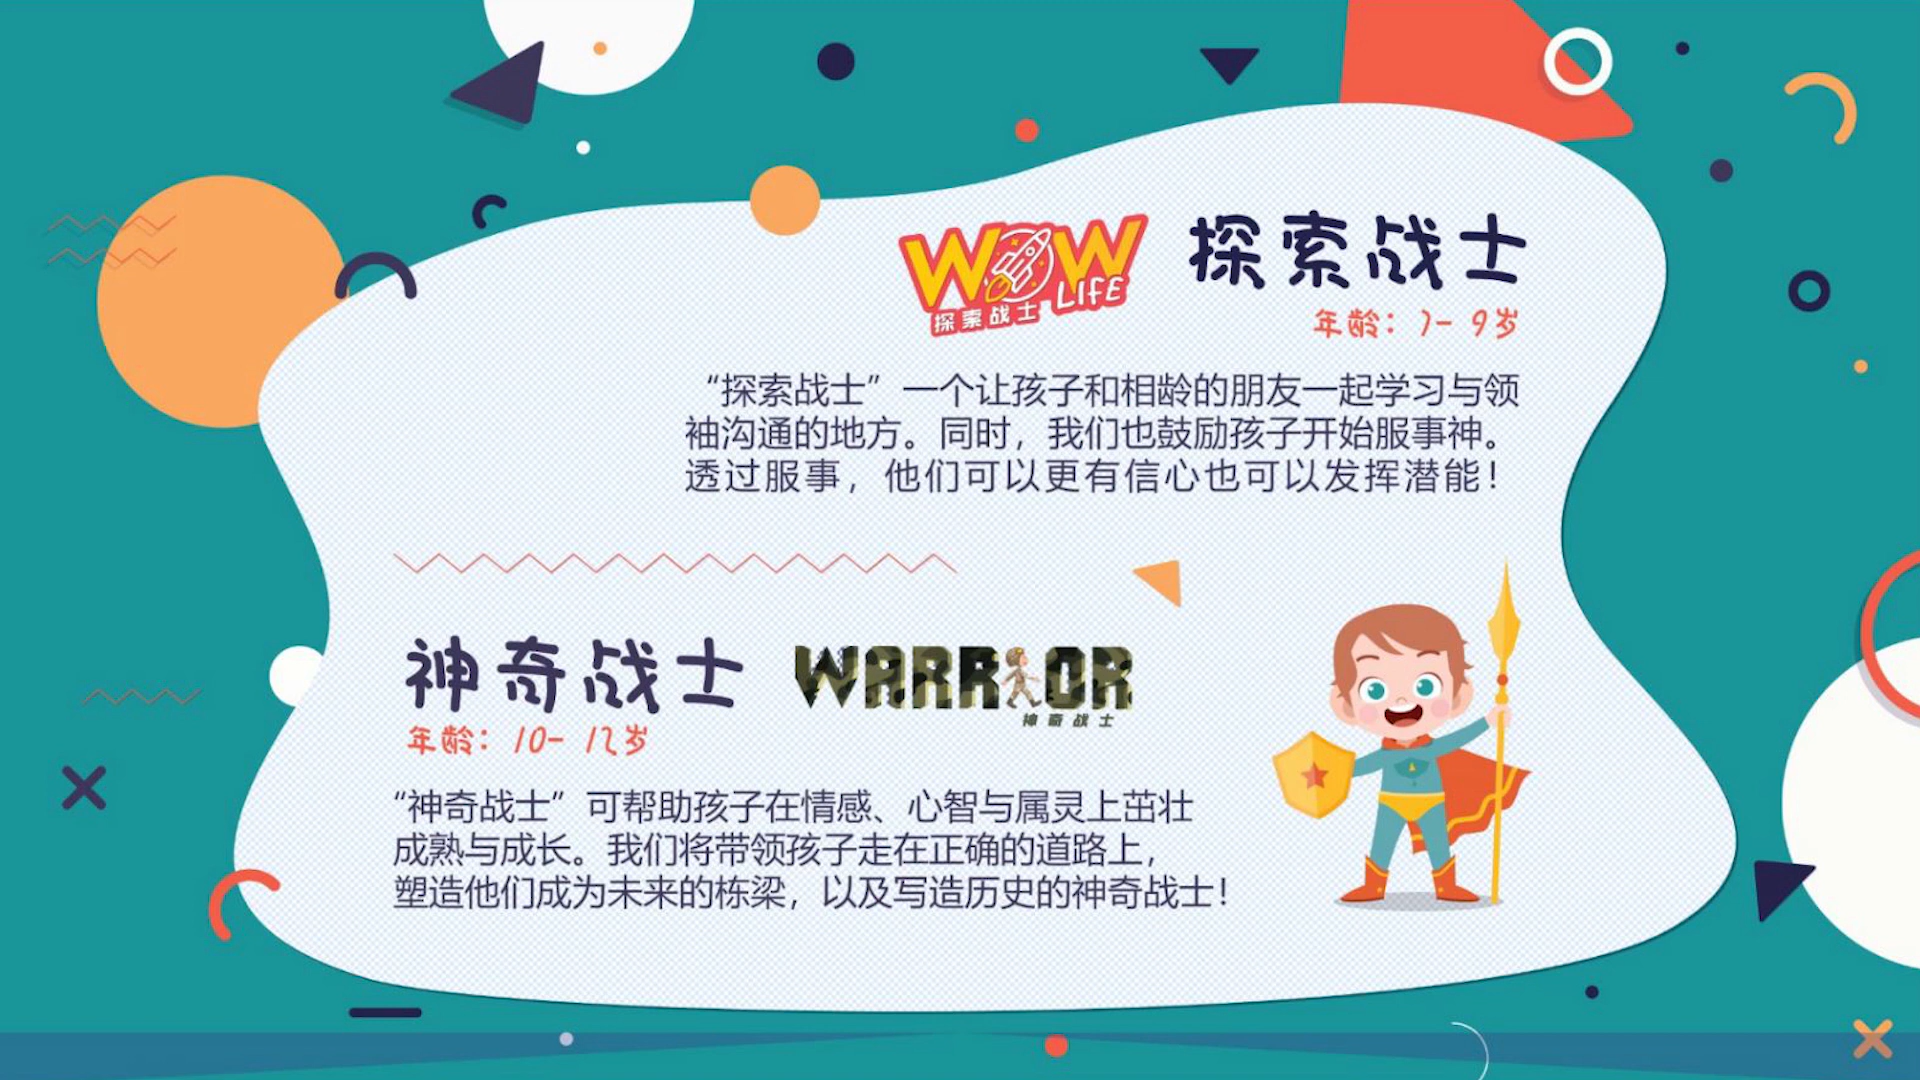 WOW LIFE
探索战士
探索战士
年龄：7- 9岁
“探索战士”一个让孩子和相龄的朋友一起学习与领
袖沟通的地方。同时，我们也鼓励孩子开始服事神。
透过服事，他们可以更有信心也可以发挥潜能！
神奇战士
WARRIOR
神奇战士
年龄：10- 12岁
“神奇战士”可帮助孩子在情感、心智与属灵上茁壮
成熟与成长。我们将带领孩子走在正确的道路上，
塑造他们成为未来的栋梁，以及写造历史的神奇战士！